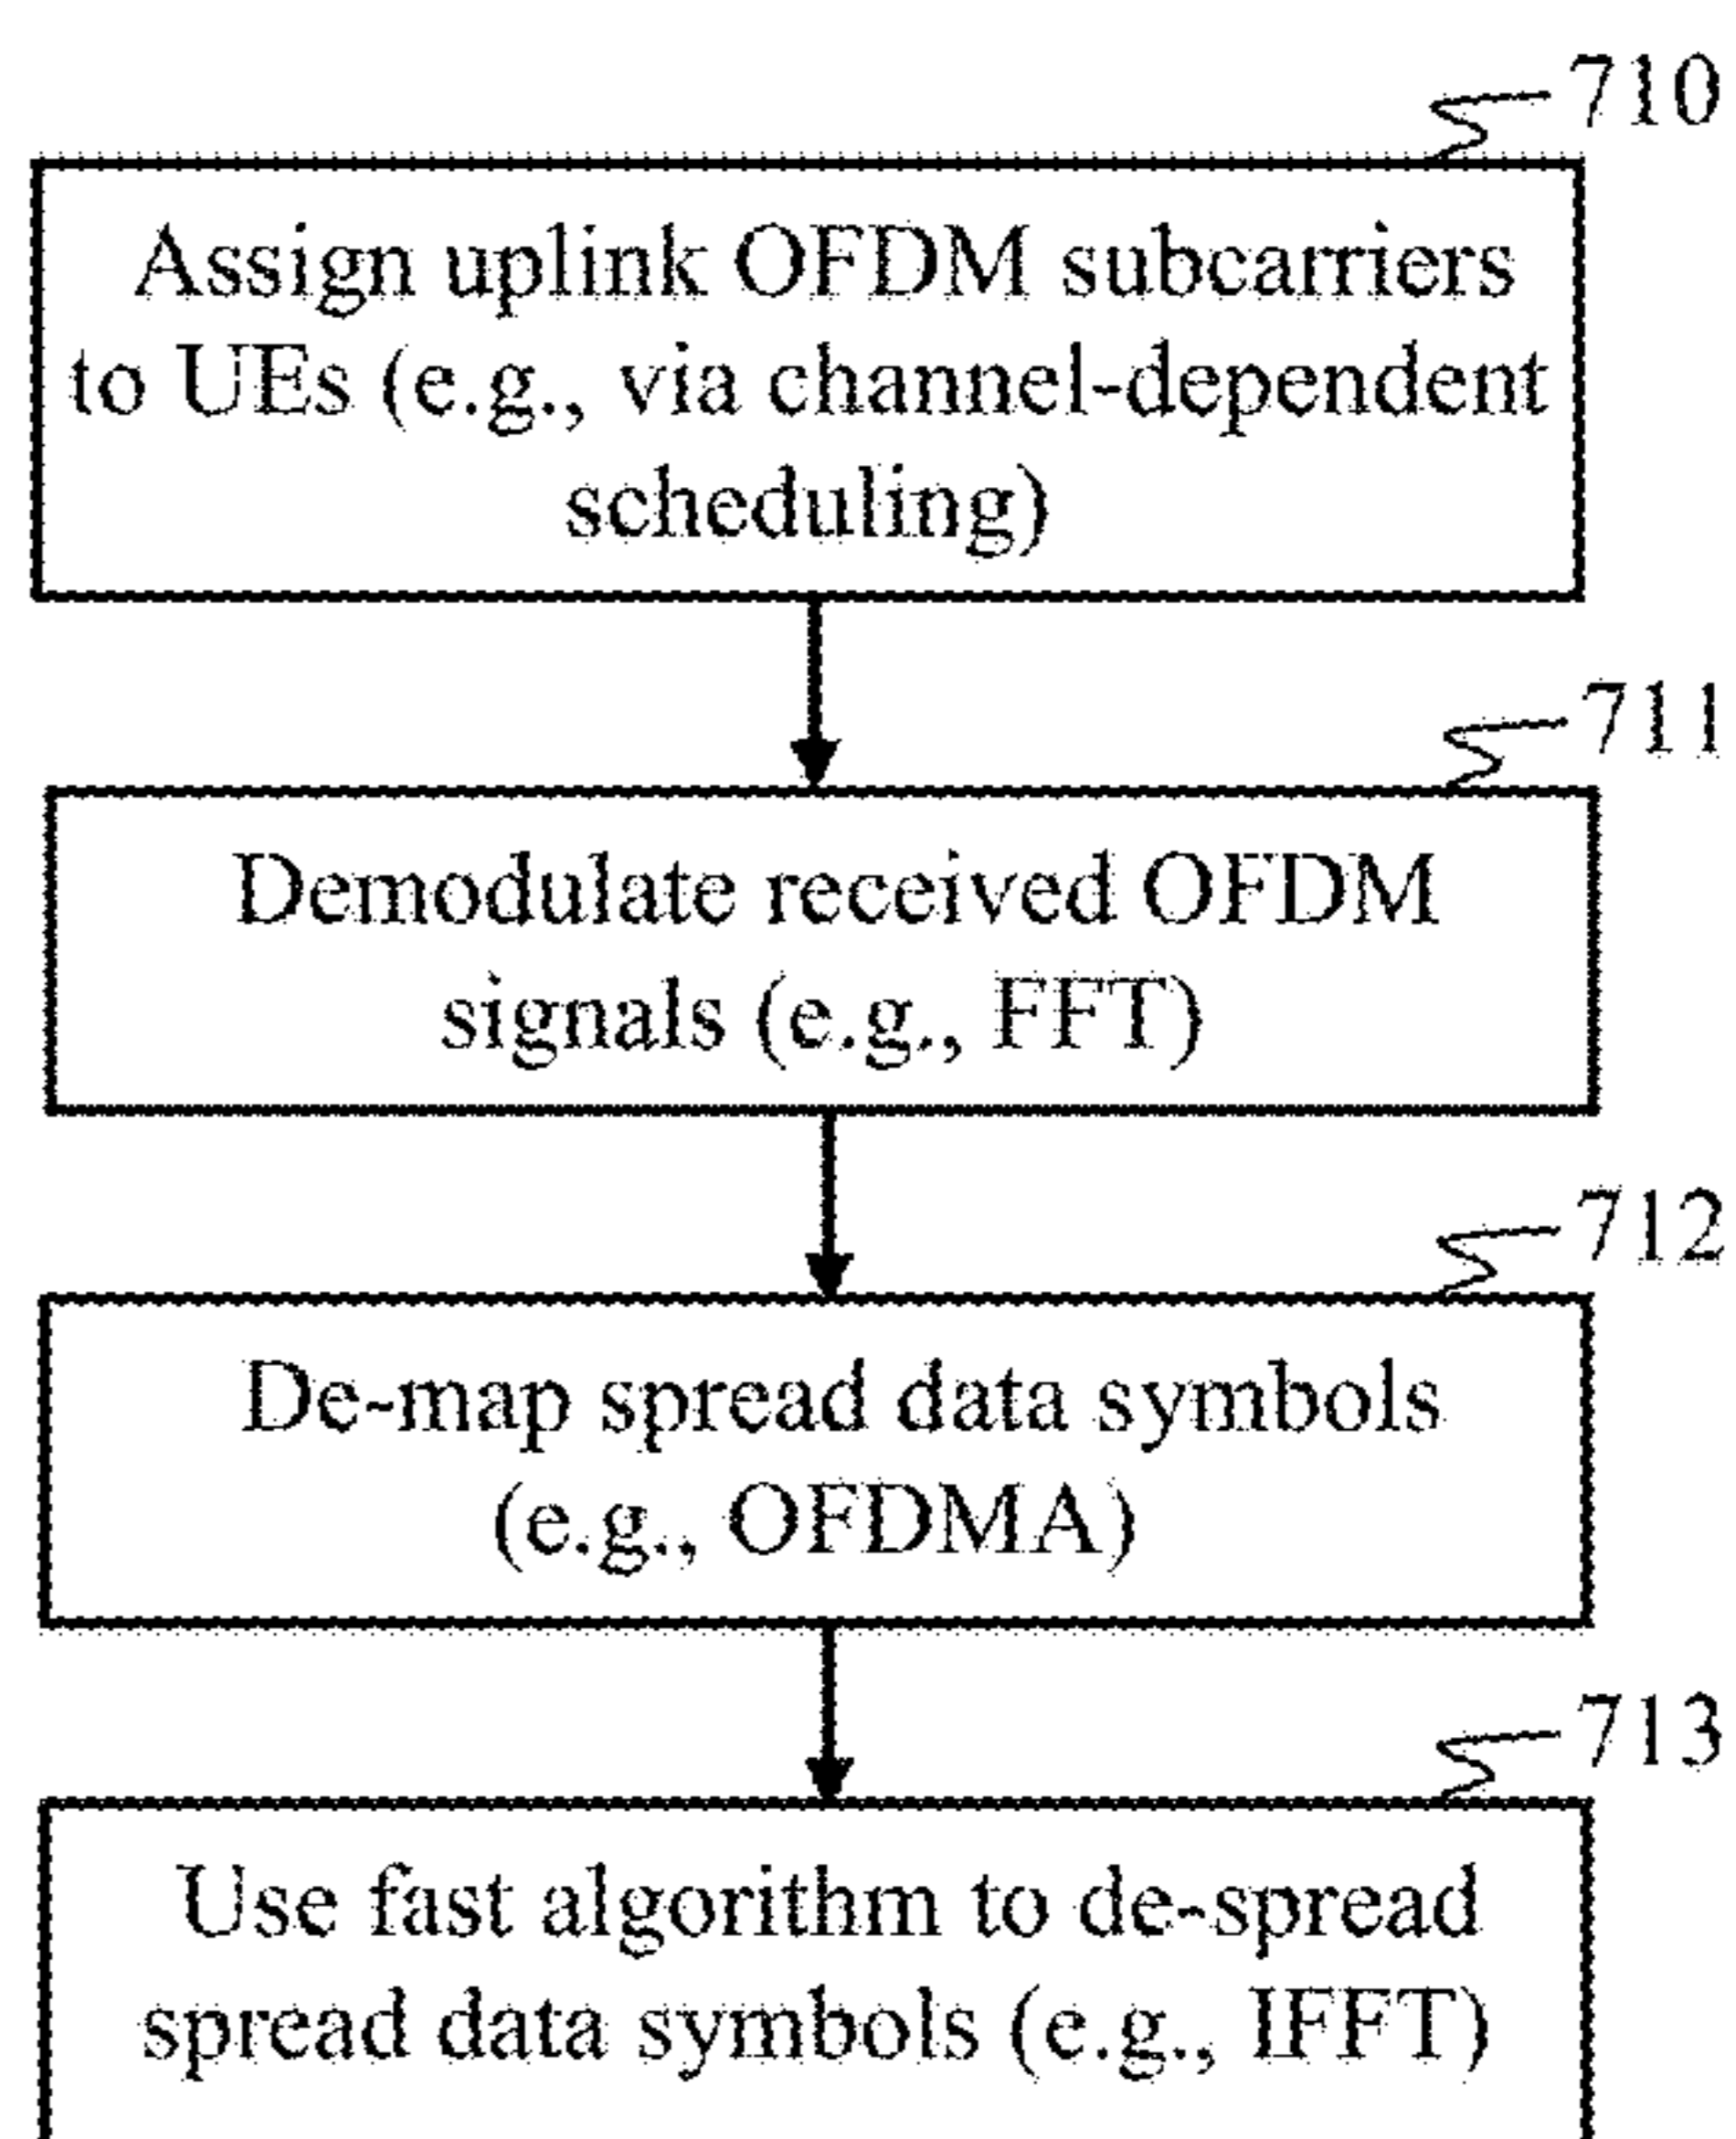 710
Assign uplink OFDM subcarriers
to UEs (e.g., via channel-dependent
scheduling)
711
Demodulate received OFDM
signals (e.g., FFT)
712
De-map spread data symbols
(e.g., OFDMA)
713
Use fast algorithm to de-spread
spread data symbols (e.g., IFFT)